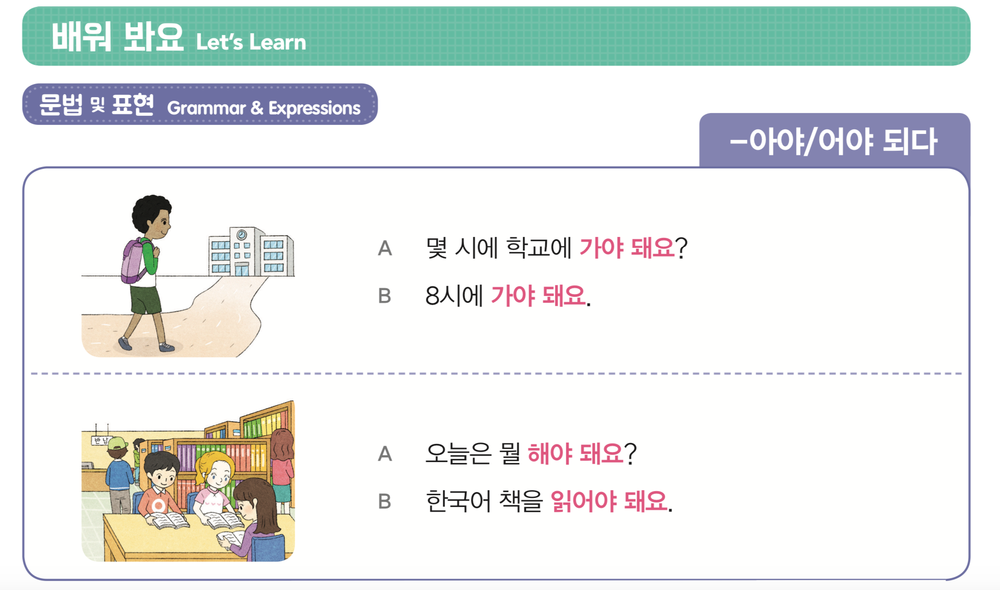 배워 봐요 Let's Learn
문법 및 표현 Grammar & Expressions
-아야/어야 되다
A 몇 시에 학교에 가야 돼요?
B 8시에 가야 돼요.
반납
A 오늘은 뭘 해야 돼요?
B 한국어 책을 읽어야 돼요.